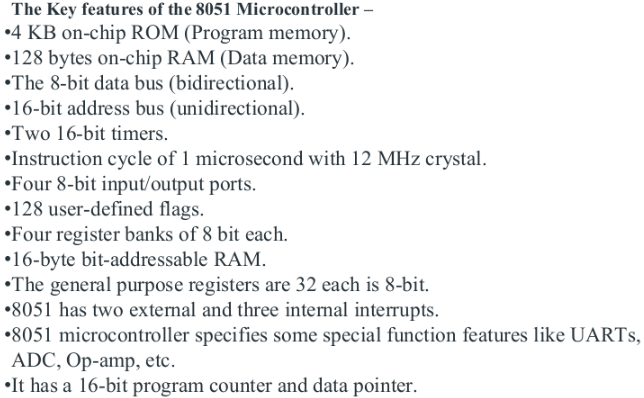 The Key features of the 8051 Microcontroller –
•4 KB on-chip ROM (Program memory).
•128 bytes on-chip RAM (Data memory).
•The 8-bit data bus (bidirectional).
•16-bit address bus (unidirectional).
•Two 16-bit timers.
•Instruction cycle of 1 microsecond with 12 MHz crystal.
•Four 8-bit input/output ports.
•128 user-defined flags.
•Four register banks of 8 bit each.
•16-byte bit-addressable RAM.
•The general purpose registers are 32 each is 8-bit.
•8051 has two external and three internal interrupts.
•8051 microcontroller specifies some special function features like UARTs,
ADC, Op-amp, etc.
•It has a 16-bit program counter and data pointer.